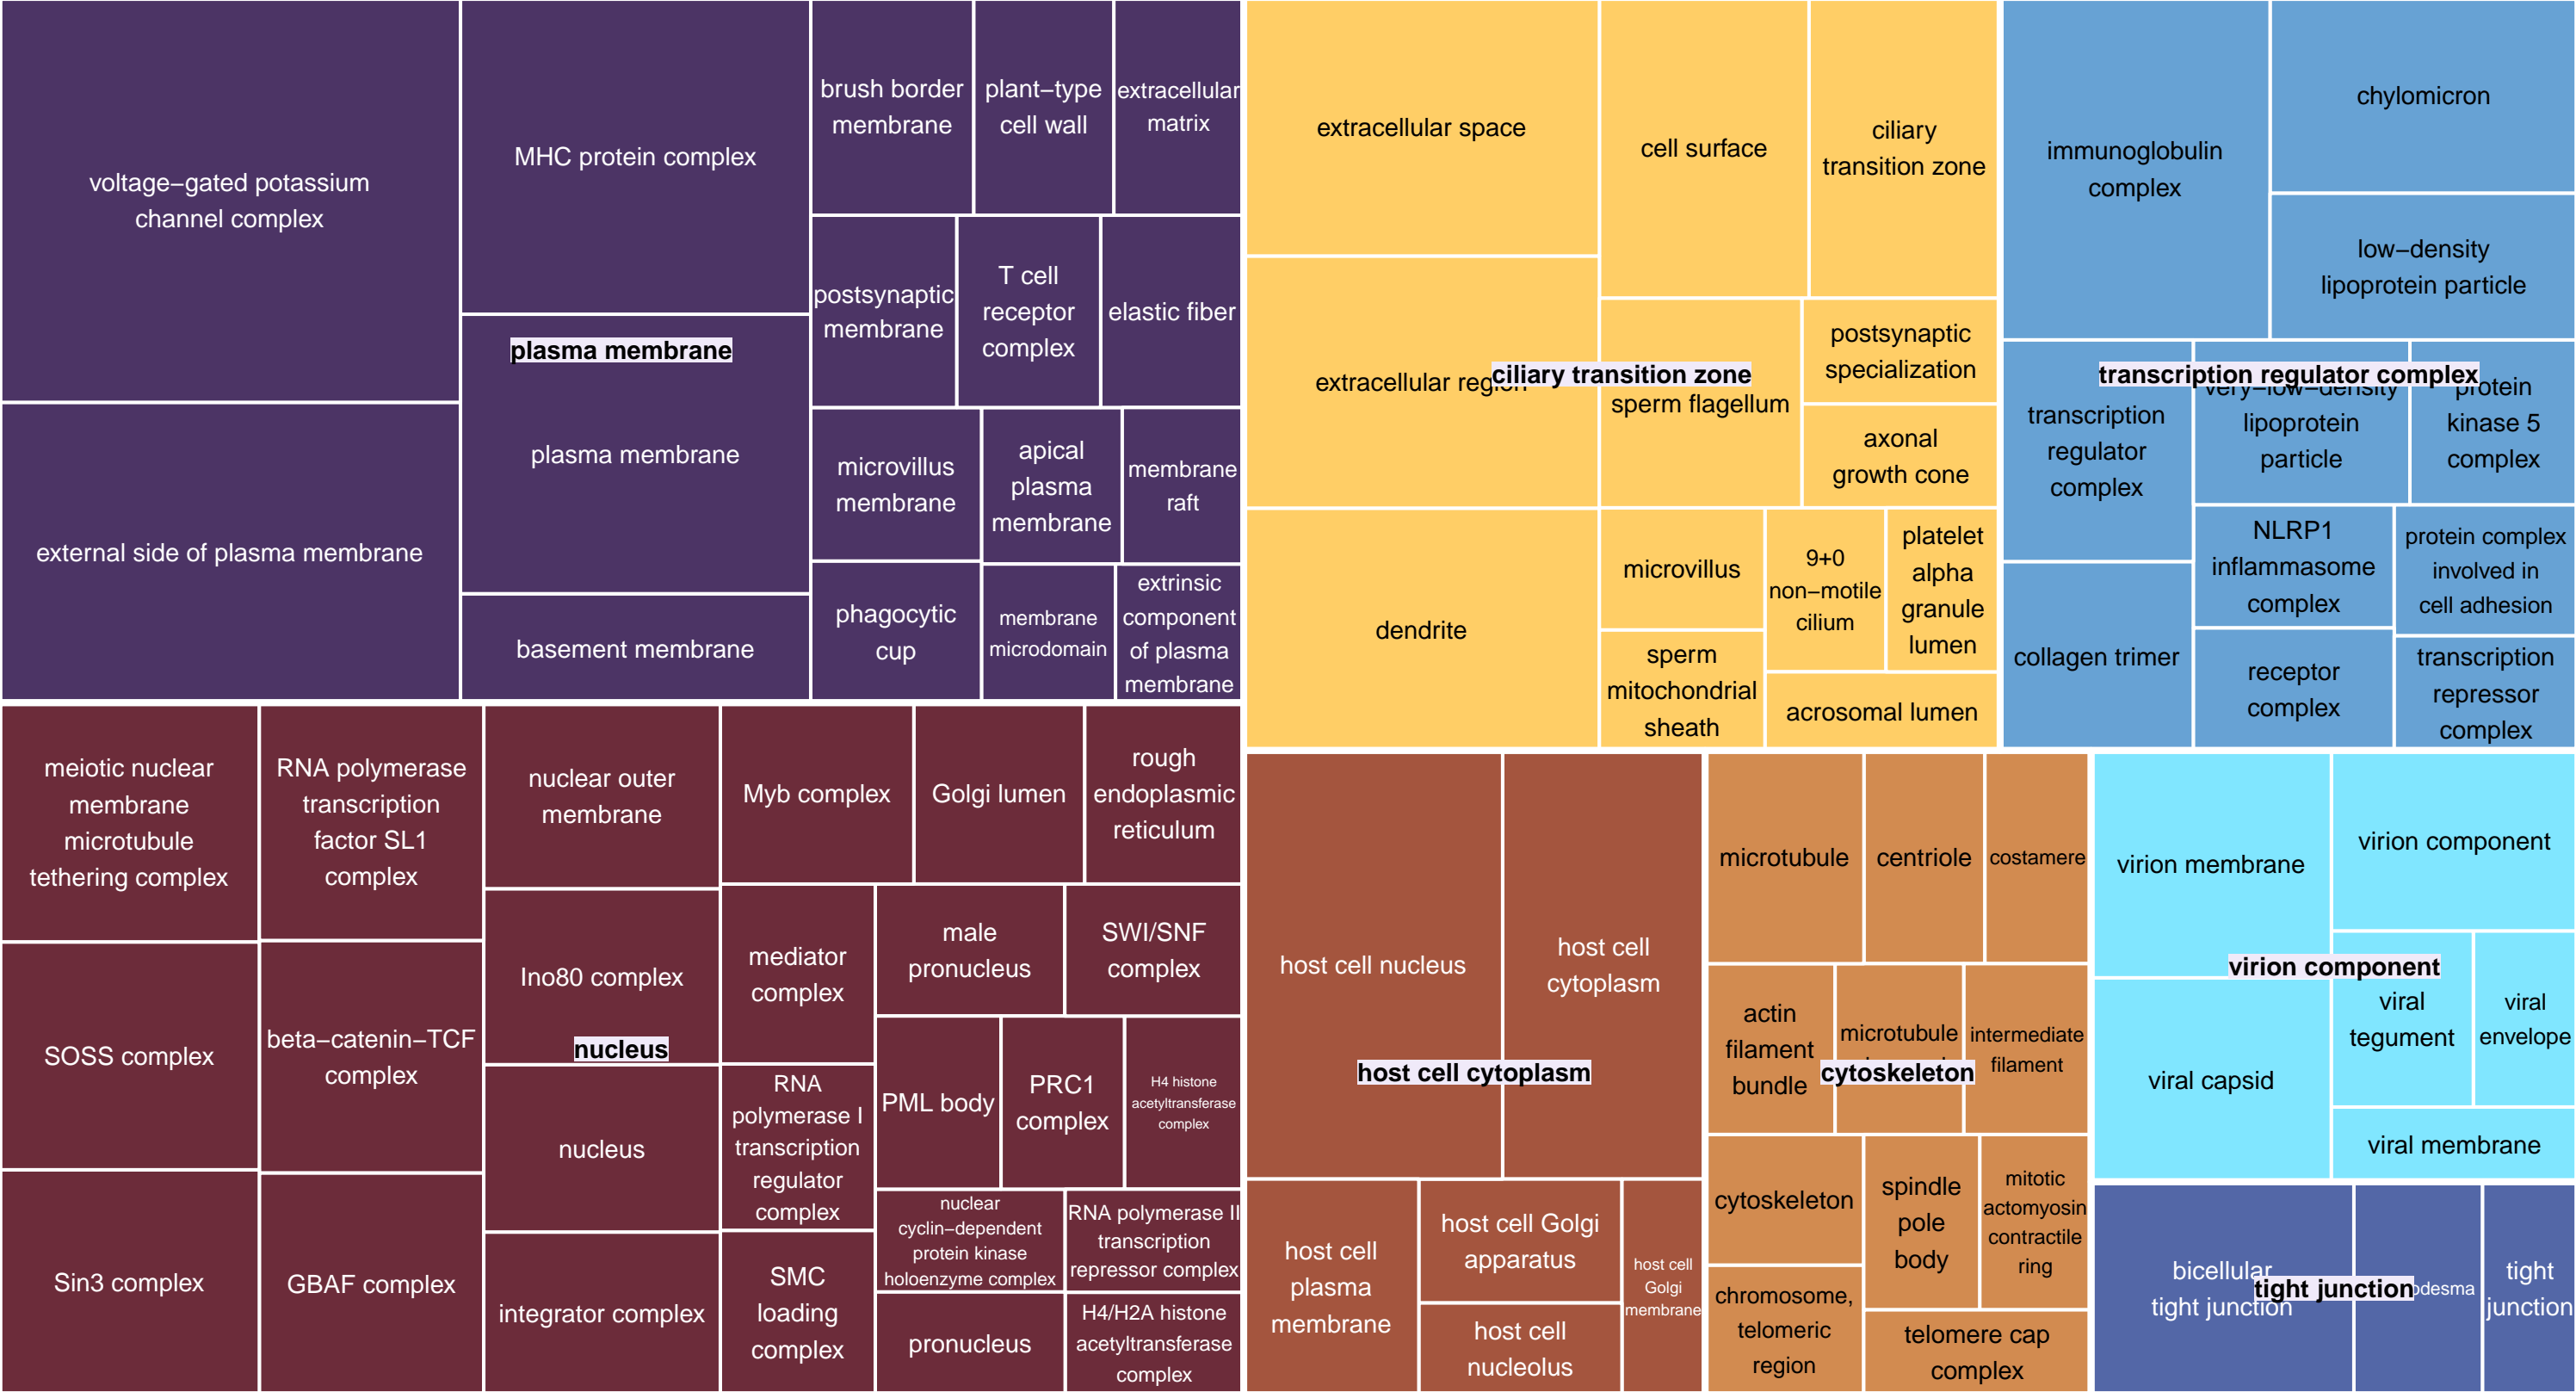 voltage−gated potassium
channel complex
external side of plasma membrane
MHC protein complex
plasma membrane
plasma membrane
basement membrane
brush border
membrane
plant−type
cell wall
extracellular
matrix
postsynaptic
membrane
T cell
receptor
complex
elastic fiber
microvillus
membrane
apical
plasma
membrane
membrane
raft
phagocytic
cup
membrane
microdomain
extrinsic
component
of plasma
membrane
meiotic nuclear
membrane
microtubule
tethering complex
SOSS complex
Sin3 complex
RNA polymerase
transcription
factor SL1
complex
beta−catenin−TCF
complex
GBAF complex
nuclear outer
membrane
Ino80 complex
nucleus
nucleus
integrator complex
Myb complex
Golgi lumen
rough
endoplasmic
reticulum
mediator
complex
male
pronucleus
SWI/SNF
complex
RNA
polymerase I
transcription
regulator
complex
PML body
PRC1
complex
H4 histone
acetyltransferase
complex
SMC
loading
complex
nuclear
cyclin−dependent
protein kinase
holoenzyme complex
RNA polymerase II
transcription
repressor complex
pronucleus
H4/H2A histone
acetyltransferase
complex
extracellular space
extracellular region
dendrite
cell surface
ciliary
transition zone
ciliary transition zone
sperm flagellum
postsynaptic
specialization
axonal
growth cone
microvillus
9+0
non−motile
cilium
platelet
alpha
granule
lumen
sperm
mitochondrial
sheath
acrosomal lumen
immunoglobulin
complex
chylomicron
low−density
lipoprotein particle
transcription regulator complex
transcription
regulator
complex
very−low−density
lipoprotein
particle
protein
kinase 5
complex
collagen trimer
NLRP1
inflammasome
complex
protein complex
involved in
cell adhesion
receptor
complex
transcription
repressor
complex
host cell nucleus
host cell
cytoplasm
host cell cytoplasm
host cell
plasma
membrane
host cell Golgi
apparatus
host cell
nucleolus
host cell
Golgi
membrane
microtubule
centriole
costamere
actin
filament
bundle
microtubule
intermediate
filament
cytoskeleton
cytoskeleton
spindle
pole
body
mitotic
actomyosin
contractile
ring
chromosome,
telomeric
region
telomere cap
complex
virion membrane
virion component
virion component
viral capsid
viral
tegument
viral
envelope
viral membrane
bicellular
tight junction
tight junction
tight
junction